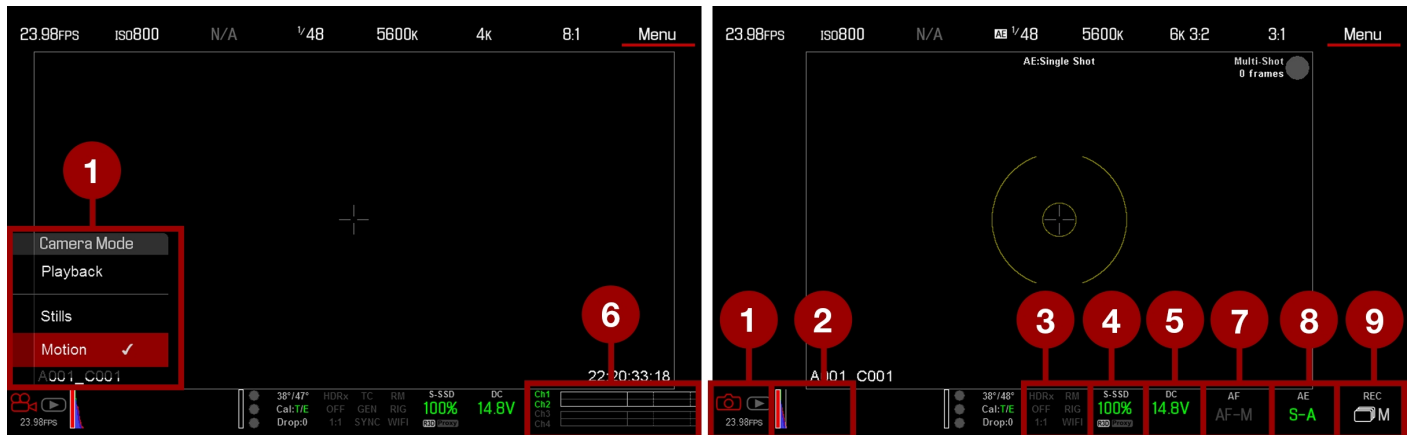 23.98FPS ISO800 N/A 1/48 5600K 4K 8:1 Menu
1
Camera Mode
Playback
Stills
Motion ✓
A001_C001
22:20:33:18
6
23.98FPS
38°/47° HDRx TC RM S-SSD DC Ch1
Cal:T/E OFF GEN RIG 100% 14.8V Ch2
Drop:0 1:1 SYNC WIFI R3D Proxy Ch3
Ch4
23.98FPS ISO800 N/A AE 1/48 5600K 6K 3:2 3:1 Menu
AE:Single Shot
Multi-Shot
0 frames
1 2 3 4 5 7 8 9
A001_C001
23.98FPS
38°/48° HDRx RM S-SSD DC AF AE REC
Cal:T/E OFF RIG 100% 14.8V AF-M S-A M
Drop:0 1:1 WIFI R3D Proxy